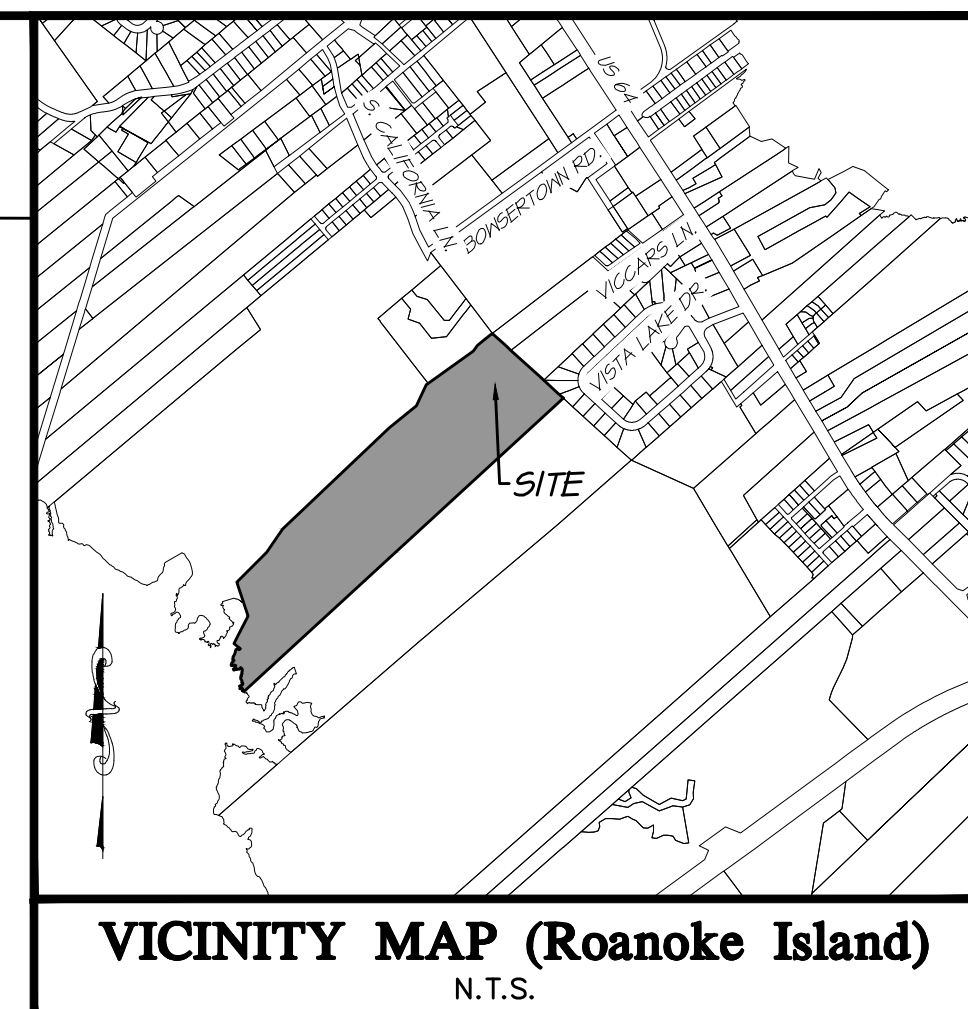 US 64
S. CALIFORNIA LN.
BOWSERTOWN RD.
VICCARS LN.
VISTA LAKE DR.
SITE
VICINITY MAP (Roanoke Island)
N.T.S.